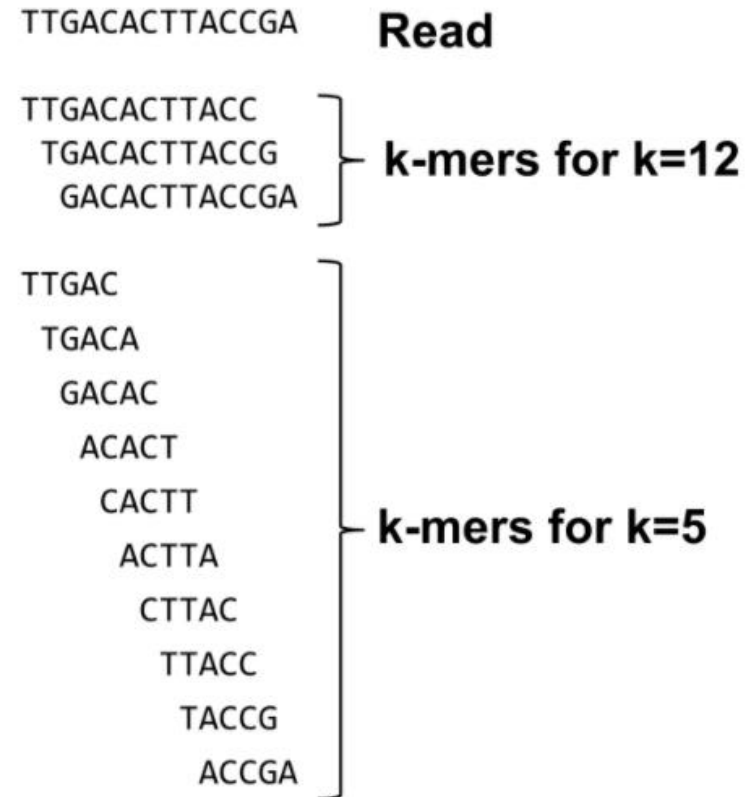 TTGACACTTACCGA Read
TTGACACTTACC
TGACACTTACCG
GACACTTACCGA
k-mers for k=12
TTGAC
TGACA
GACAC
ACACT
CACTT
ACTTA
CTTAC
TTACC
TACCG
ACCGA
k-mers for k=5